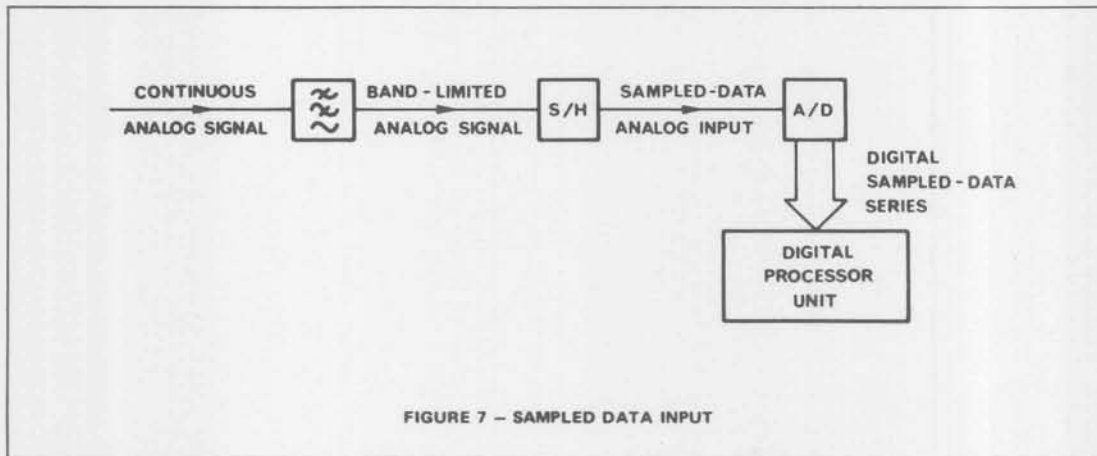 CONTINUOUS
ANALOG SIGNAL
BAND - LIMITED
ANALOG SIGNAL
S/H
SAMPLED-DATA
ANALOG INPUT
A/D
DIGITAL
SAMPLED - DATA
SERIES
DIGITAL
PROCESSOR
UNIT
FIGURE 7 – SAMPLED DATA INPUT